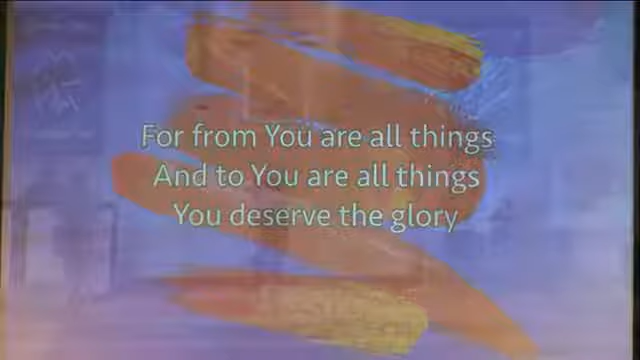 For from You are all things
And to You are all things
You deserve the glory